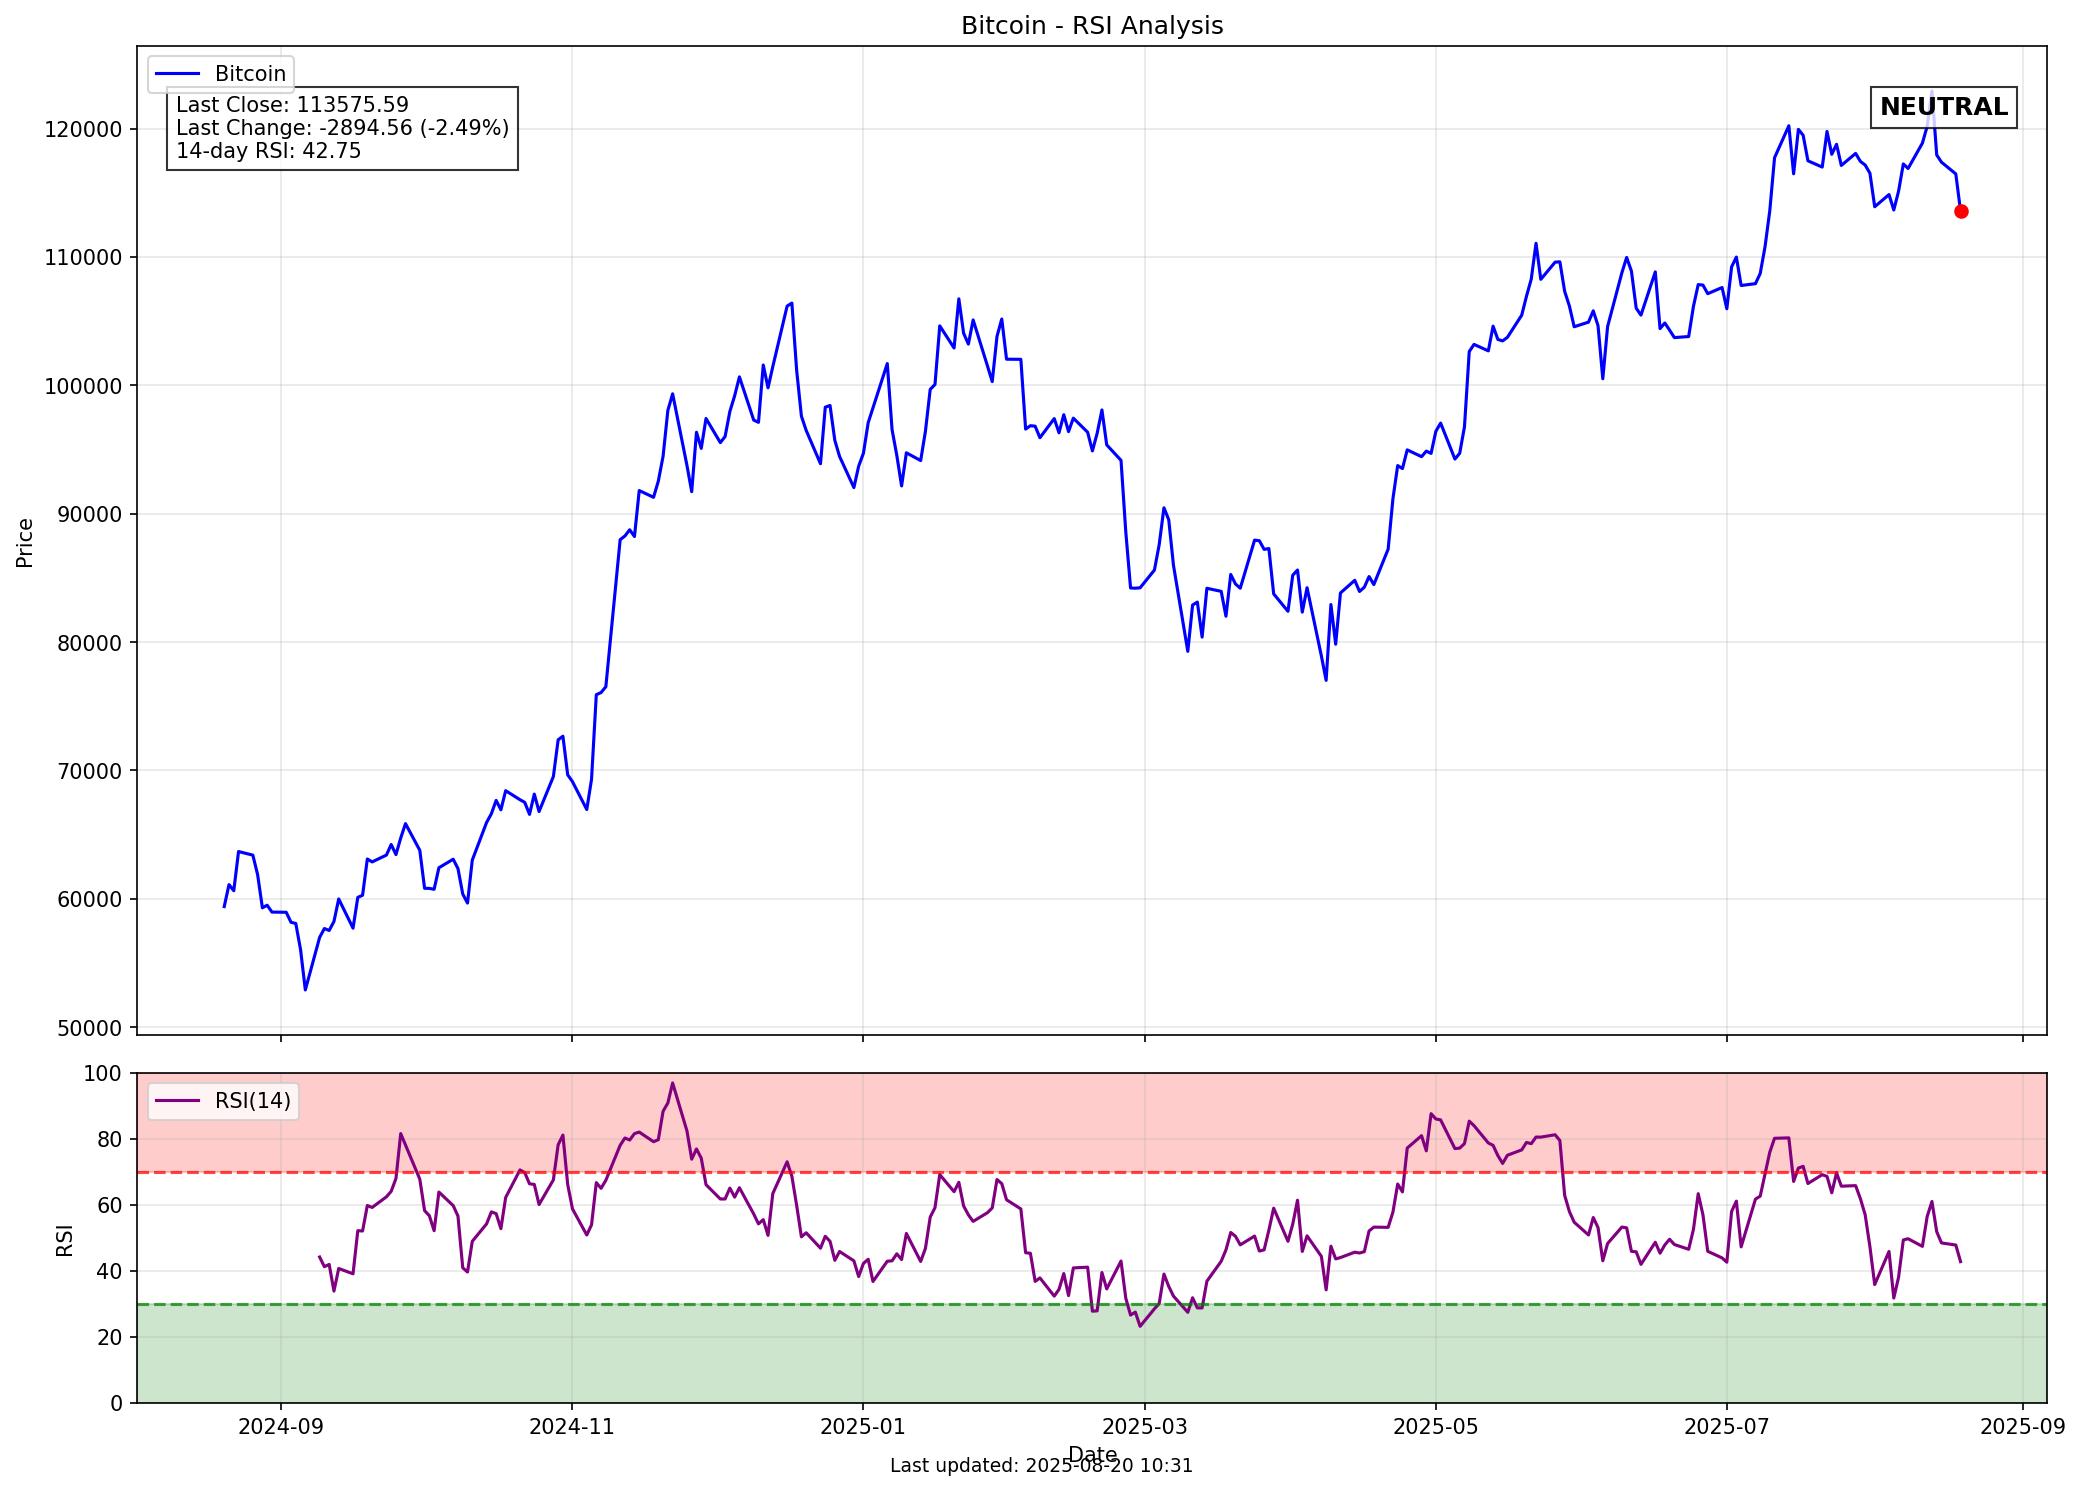 Bitcoin - RSI Analysis
Bitcoin
Last Close: 113575.59
Last Change: -2894.56 (-2.49%)
14-day RSI: 42.75
NEUTRAL
Price
120000
110000
100000
90000
80000
70000
60000
50000
RSI(14)
RSI
100
80
60
40
20
0
2024-09
2024-11
2025-01
2025-03
2025-05
2025-07
2025-09
Date
Last updated: 2025-08-20 10:31